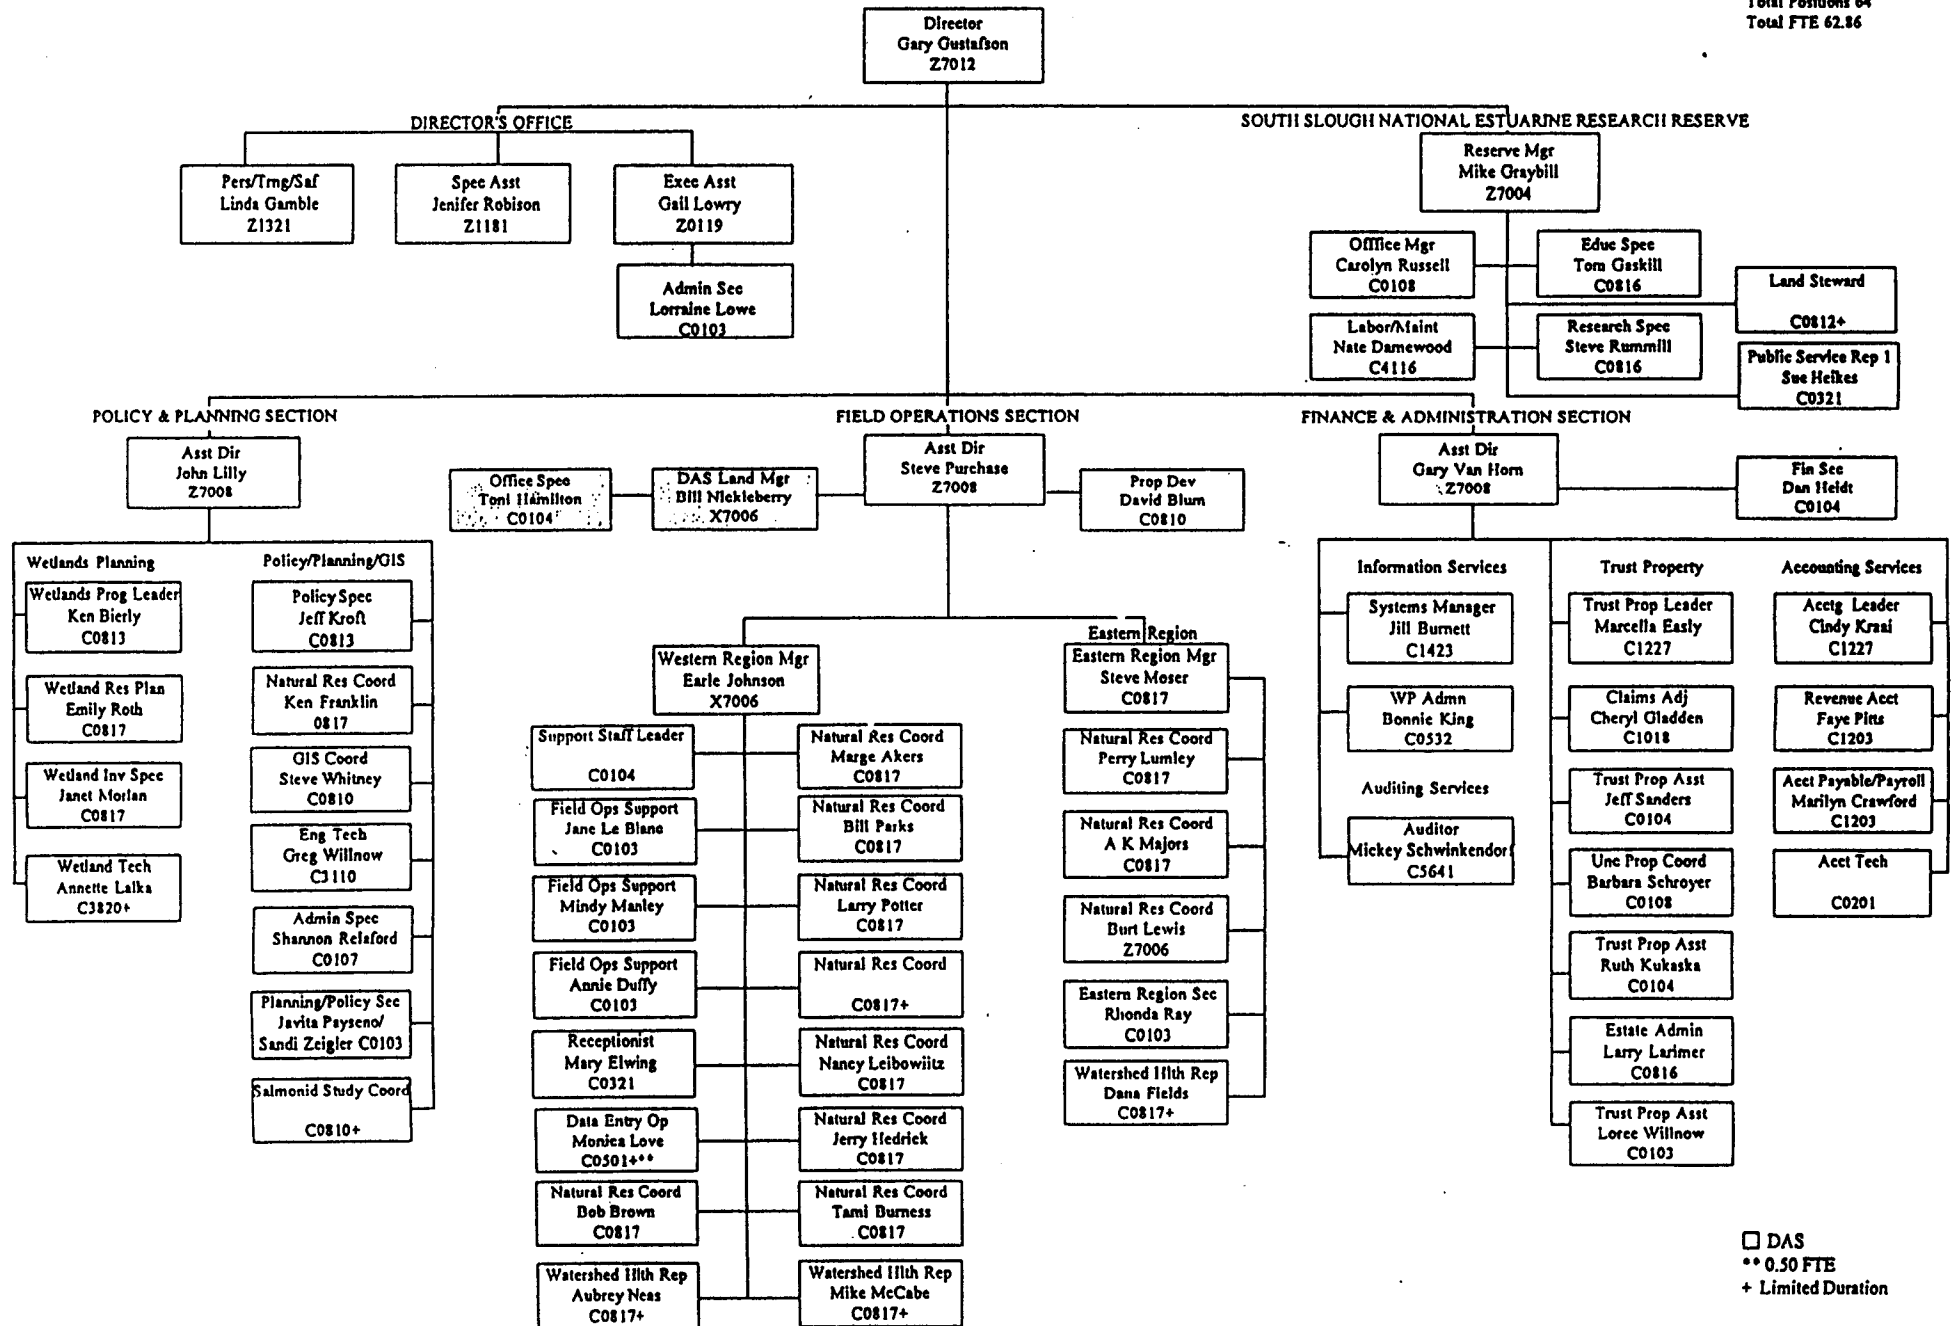 Total Positions 64
Total FTE 62.86
Director
Gary Gustafson
Z7012
DIRECTOR'S OFFICE
Pers/Trng/Saf
Linda Gamble
Z1321
Spec Asst
Jenifer Robison
Z1181
Exec Asst
Gail Lowry
Z0119
Admin Sec
Lorraine Lowe
C0103
SOUTH SLOUGH NATIONAL ESTUARINE RESEARCH RESERVE
Reserve Mgr
Mike Graybill
Z7004
Offfice Mgr
Carolyn Russell
C0108
Educ Spec
Tom Gaskill
C0816
Land Steward
C0812+
Labor/Maint
Nate Damewood
C4116
Research Spec
Steve Rummill
C0816
Public Service Rep 1
Sue Heikes
C0321
POLICY & PLANNING SECTION
Asst Dir
John Lilly
Z7008
Wetlands Planning
Wetlands Prog Leader
Ken Bierly
C0813
Wetland Res Plan
Emily Roth
C0817
Wetland Inv Spec
Janet Morlan
C0817
Wetland Tech
Annette Lalka
C3820+
Policy/Planning/GIS
Policy Spec
Jeff Kroft
C0813
Natural Res Coord
Ken Franklin
0817
GIS Coord
Steve Whitney
C0810
Eng Tech
Greg Willnow
C3110
Admin Spec
Shannon Relaford
C0107
Planning/Policy Sec
Javita Payseno/
Sandi Zeigler C0103
Salmonid Study Coord
C0810+
FIELD OPERATIONS SECTION
Asst Dir
Steve Purchase
Z7008
Office Spec
Toni Hamilton
C0104
DAS Land Mgr
Bill Nickleberry
X7006
Prop Dev
David Blum
C0810
Western Region Mgr
Earle Johnson
X7006
Support Staff Leader
C0104
Natural Res Coord
Marge Akers
C0817
Field Ops Support
Jane Le Blanc
C0103
Natural Res Coord
Bill Parks
C0817
Field Ops Support
Mindy Manley
C0103
Natural Res Coord
Larry Potter
C0817
Field Ops Support
Annie Duffy
C0103
Natural Res Coord
C0817+
Receptionist
Mary Elwing
C0321
Natural Res Coord
Nancy Leibowiitz
C0817
Data Entry Op
Monica Love
C0501+**
Natural Res Coord
Jerry Hedrick
C0817
Natural Res Coord
Bob Brown
C0817
Natural Res Coord
Tami Burness
C0817
Watershed Hlth Rep
Aubrey Neas
C0817+
Watershed Hlth Rep
Mike McCabe
C0817+
Eastern Region
Eastern Region Mgr
Steve Moser
C0817
Natural Res Coord
Perry Lumley
C0817
Natural Res Coord
A K Majors
C0817
Natural Res Coord
Burt Lewis
Z7006
Eastern Region Sec
Rhonda Ray
C0103
Watershed Hlth Rep
Dana Fields
C0817+
FINANCE & ADMINISTRATION SECTION
Asst Dir
Gary Van Horn
Z7008
Fin Sec
Dan Heidt
C0104
Information Services
Systems Manager
Jill Burnett
C1423
WP Admn
Bonnie King
C0532
Auditing Services
Auditor
Mickey Schwinkendorf
C5641
Trust Property
Trust Prop Leader
Marcella Easly
C1227
Claims Adj
Cheryl Gladden
C1018
Trust Prop Asst
Jeff Sanders
C0104
Unc Prop Coord
Barbara Schroyer
C0108
Trust Prop Asst
Ruth Kukaska
C0104
Estate Admin
Larry Larimer
C0816
Trust Prop Asst
Loree Willnow
C0103
Accounting Services
Acctg Leader
Cindy Kraai
C1227
Revenue Acct
Faye Pitts
C1203
Acct Payable/Payroll
Marilyn Crawford
C1203
Acct Tech
C0201
DAS
** 0.50 FTE
+ Limited Duration